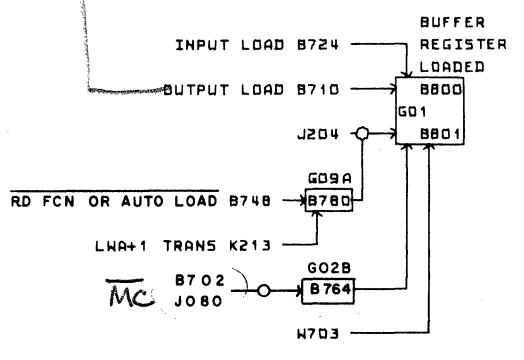 BUFFER
REGISTER
LOADED
INPUT LOAD B724
OUTPUT LOAD B710
B800
G01
B801
J204
G09A
RD FCN OR AUTO LOAD B748
B780
LWA+1 TRANS K213
G02B
MC
B702
J080
B764
W703